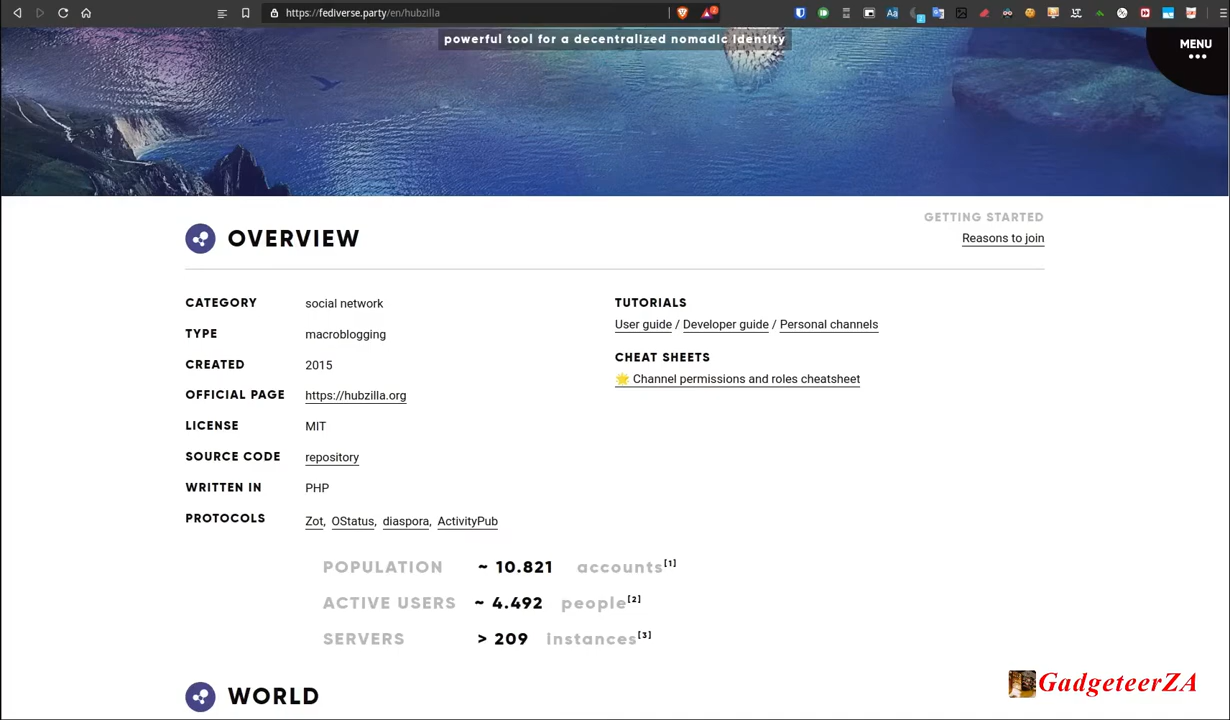 https://fediverse.party/en/hubzilla
powerful tool for a decentralized nomadic identity
MENU
OVERVIEW
GETTING STARTED
Reasons to join
CATEGORY social network
TYPE macroblogging
CREATED 2015
OFFICIAL PAGE https://hubzilla.org
LICENSE MIT
SOURCE CODE repository
WRITTEN IN PHP
PROTOCOLS Zot, OStatus, diaspora, ActivityPub
TUTORIALS
User guide / Developer guide / Personal channels
CHEAT SHEETS
🌟 Channel permissions and roles cheatsheet
POPULATION ~ 10.821 accounts[1]
ACTIVE USERS ~ 4.492 people[2]
SERVERS > 209 instances[3]
WORLD
GadgeteerZA